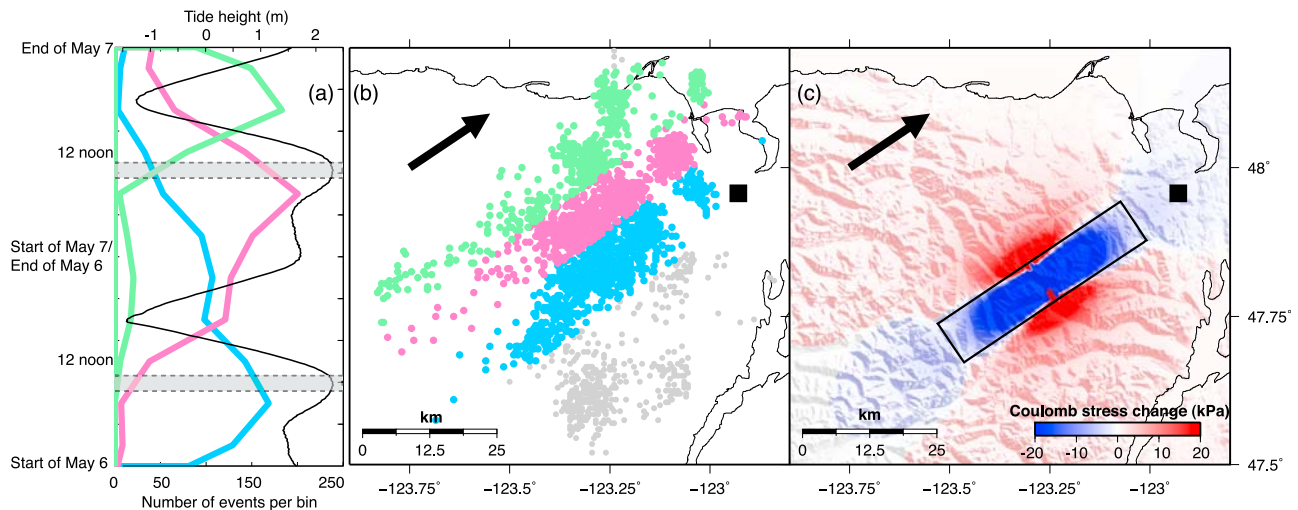 Tide height (m)
-1 0 1 2
End of May 7
(a)
12 noon
Start of May 7/
End of May 6
12 noon
Start of May 6
0 50 100 150 200 250
Number of events per bin
(b)
km
0 12.5 25
−123.75 −123.5 −123.25 −123
(c)
km
0 12.5 25
Coulomb stress change (kPa)
−20 −10 0 10 20
−123.75 −123.5 −123.25 −123
48°
47.75°
47.5°